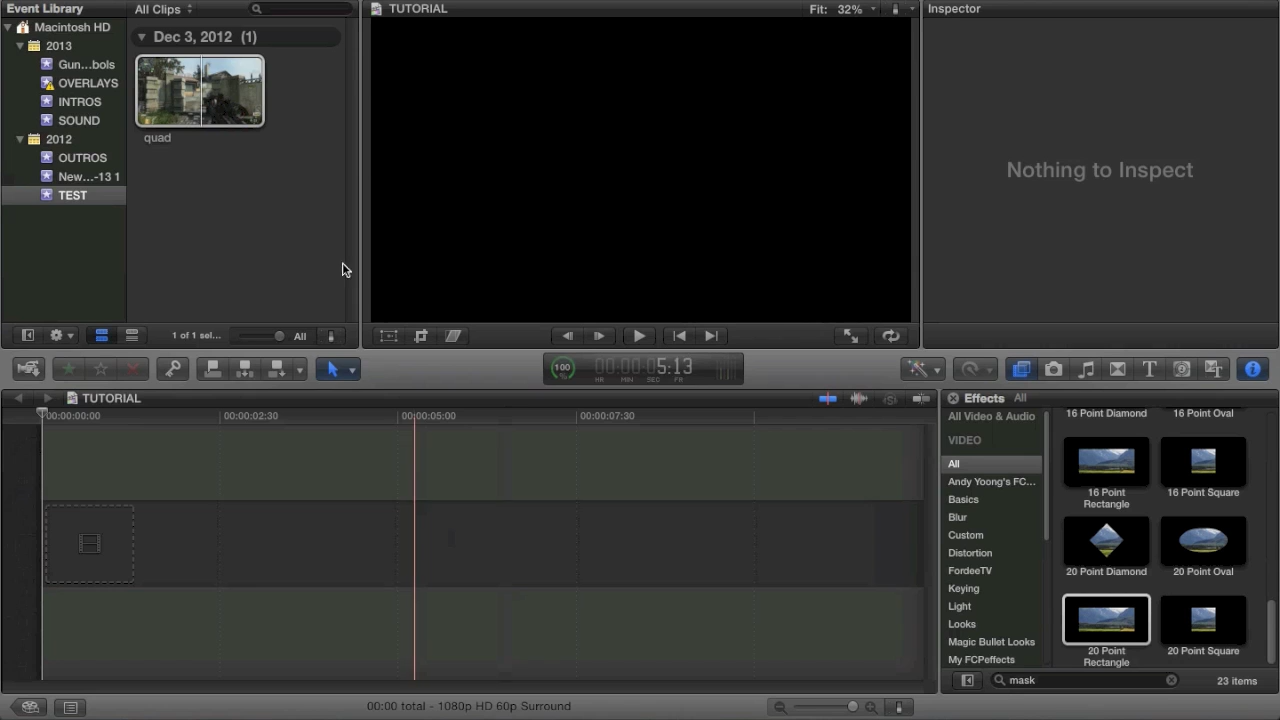 Event Library
All Clips
TUTORIAL
Fit: 32%
Inspector
Macintosh HD
2013
Gun...bols
OVERLAYS
INTROS
SOUND
2012
OUTROS
New...-13 1
TEST
Dec 3, 2012 (1)
quad
Nothing to Inspect
1 of 1 sel...
All
100
%
00:00:05:13
HR MIN SEC FR
TUTORIAL
00:00:00:00
00:00:02:30
00:00:05:00
00:00:07:30
Effects All
All Video & Audio
VIDEO
All
Andy Yoong's FC...
Basics
Blur
Custom
Distortion
FordeeTV
Keying
Light
Looks
Magic Bullet Looks
My FCPeffects
16 Point Diamond
16 Point Oval
16 Point
Rectangle
16 Point Square
20 Point Diamond
20 Point Oval
20 Point
Rectangle
20 Point Square
mask
23 items
00:00 total - 1080p HD 60p Surround